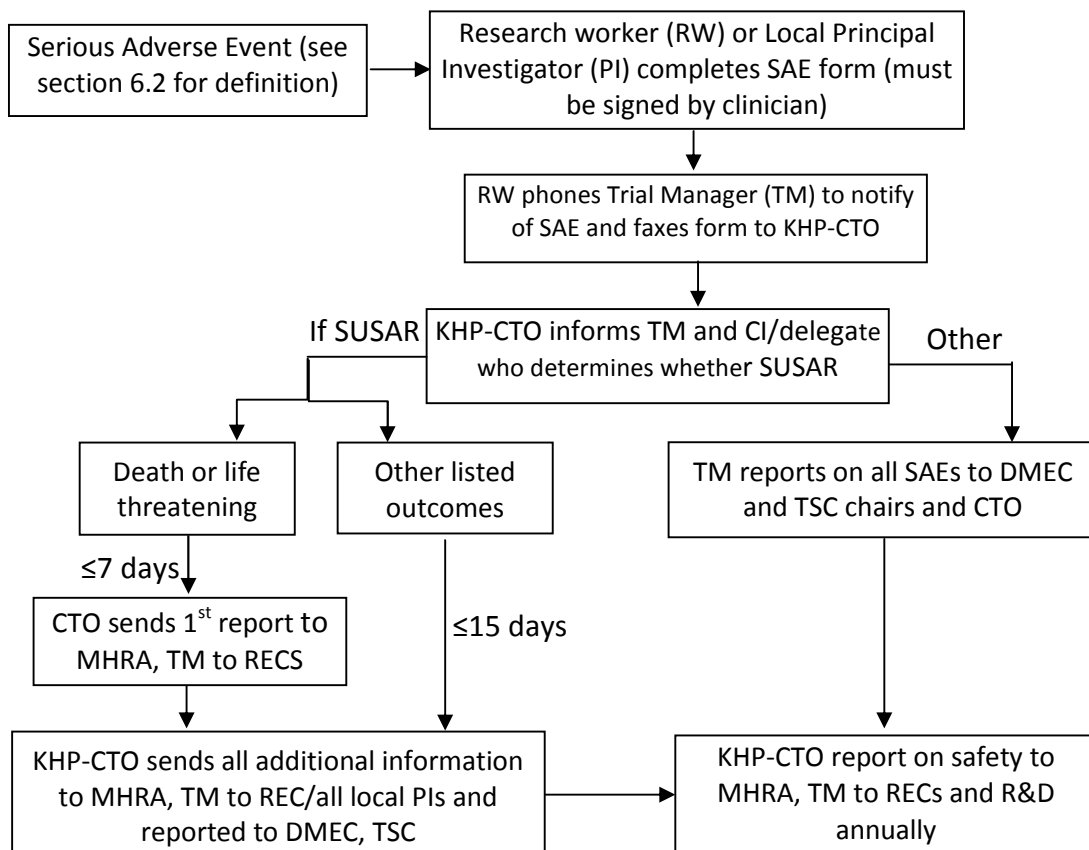 Serious Adverse Event (see
section 6.2 for definition)
Research worker (RW) or Local Principal
Investigator (PI) completes SAE form (must
be signed by clinician)
RW phones Trial Manager (TM) to notify
of SAE and faxes form to KHP-CTO
If SUSAR
KHP-CTO informs TM and CI/delegate
who determines whether SUSAR
Other
Death or life
threatening
Other listed
outcomes
TM reports on all SAEs to DMEC
and TSC chairs and CTO
≤7 days
CTO sends 1st report to
MHRA, TM to RECS
≤15 days
KHP-CTO sends all additional information
to MHRA, TM to REC/all local PIs and
reported to DMEC, TSC
KHP-CTO report on safety to
MHRA, TM to RECs and R&D
annually